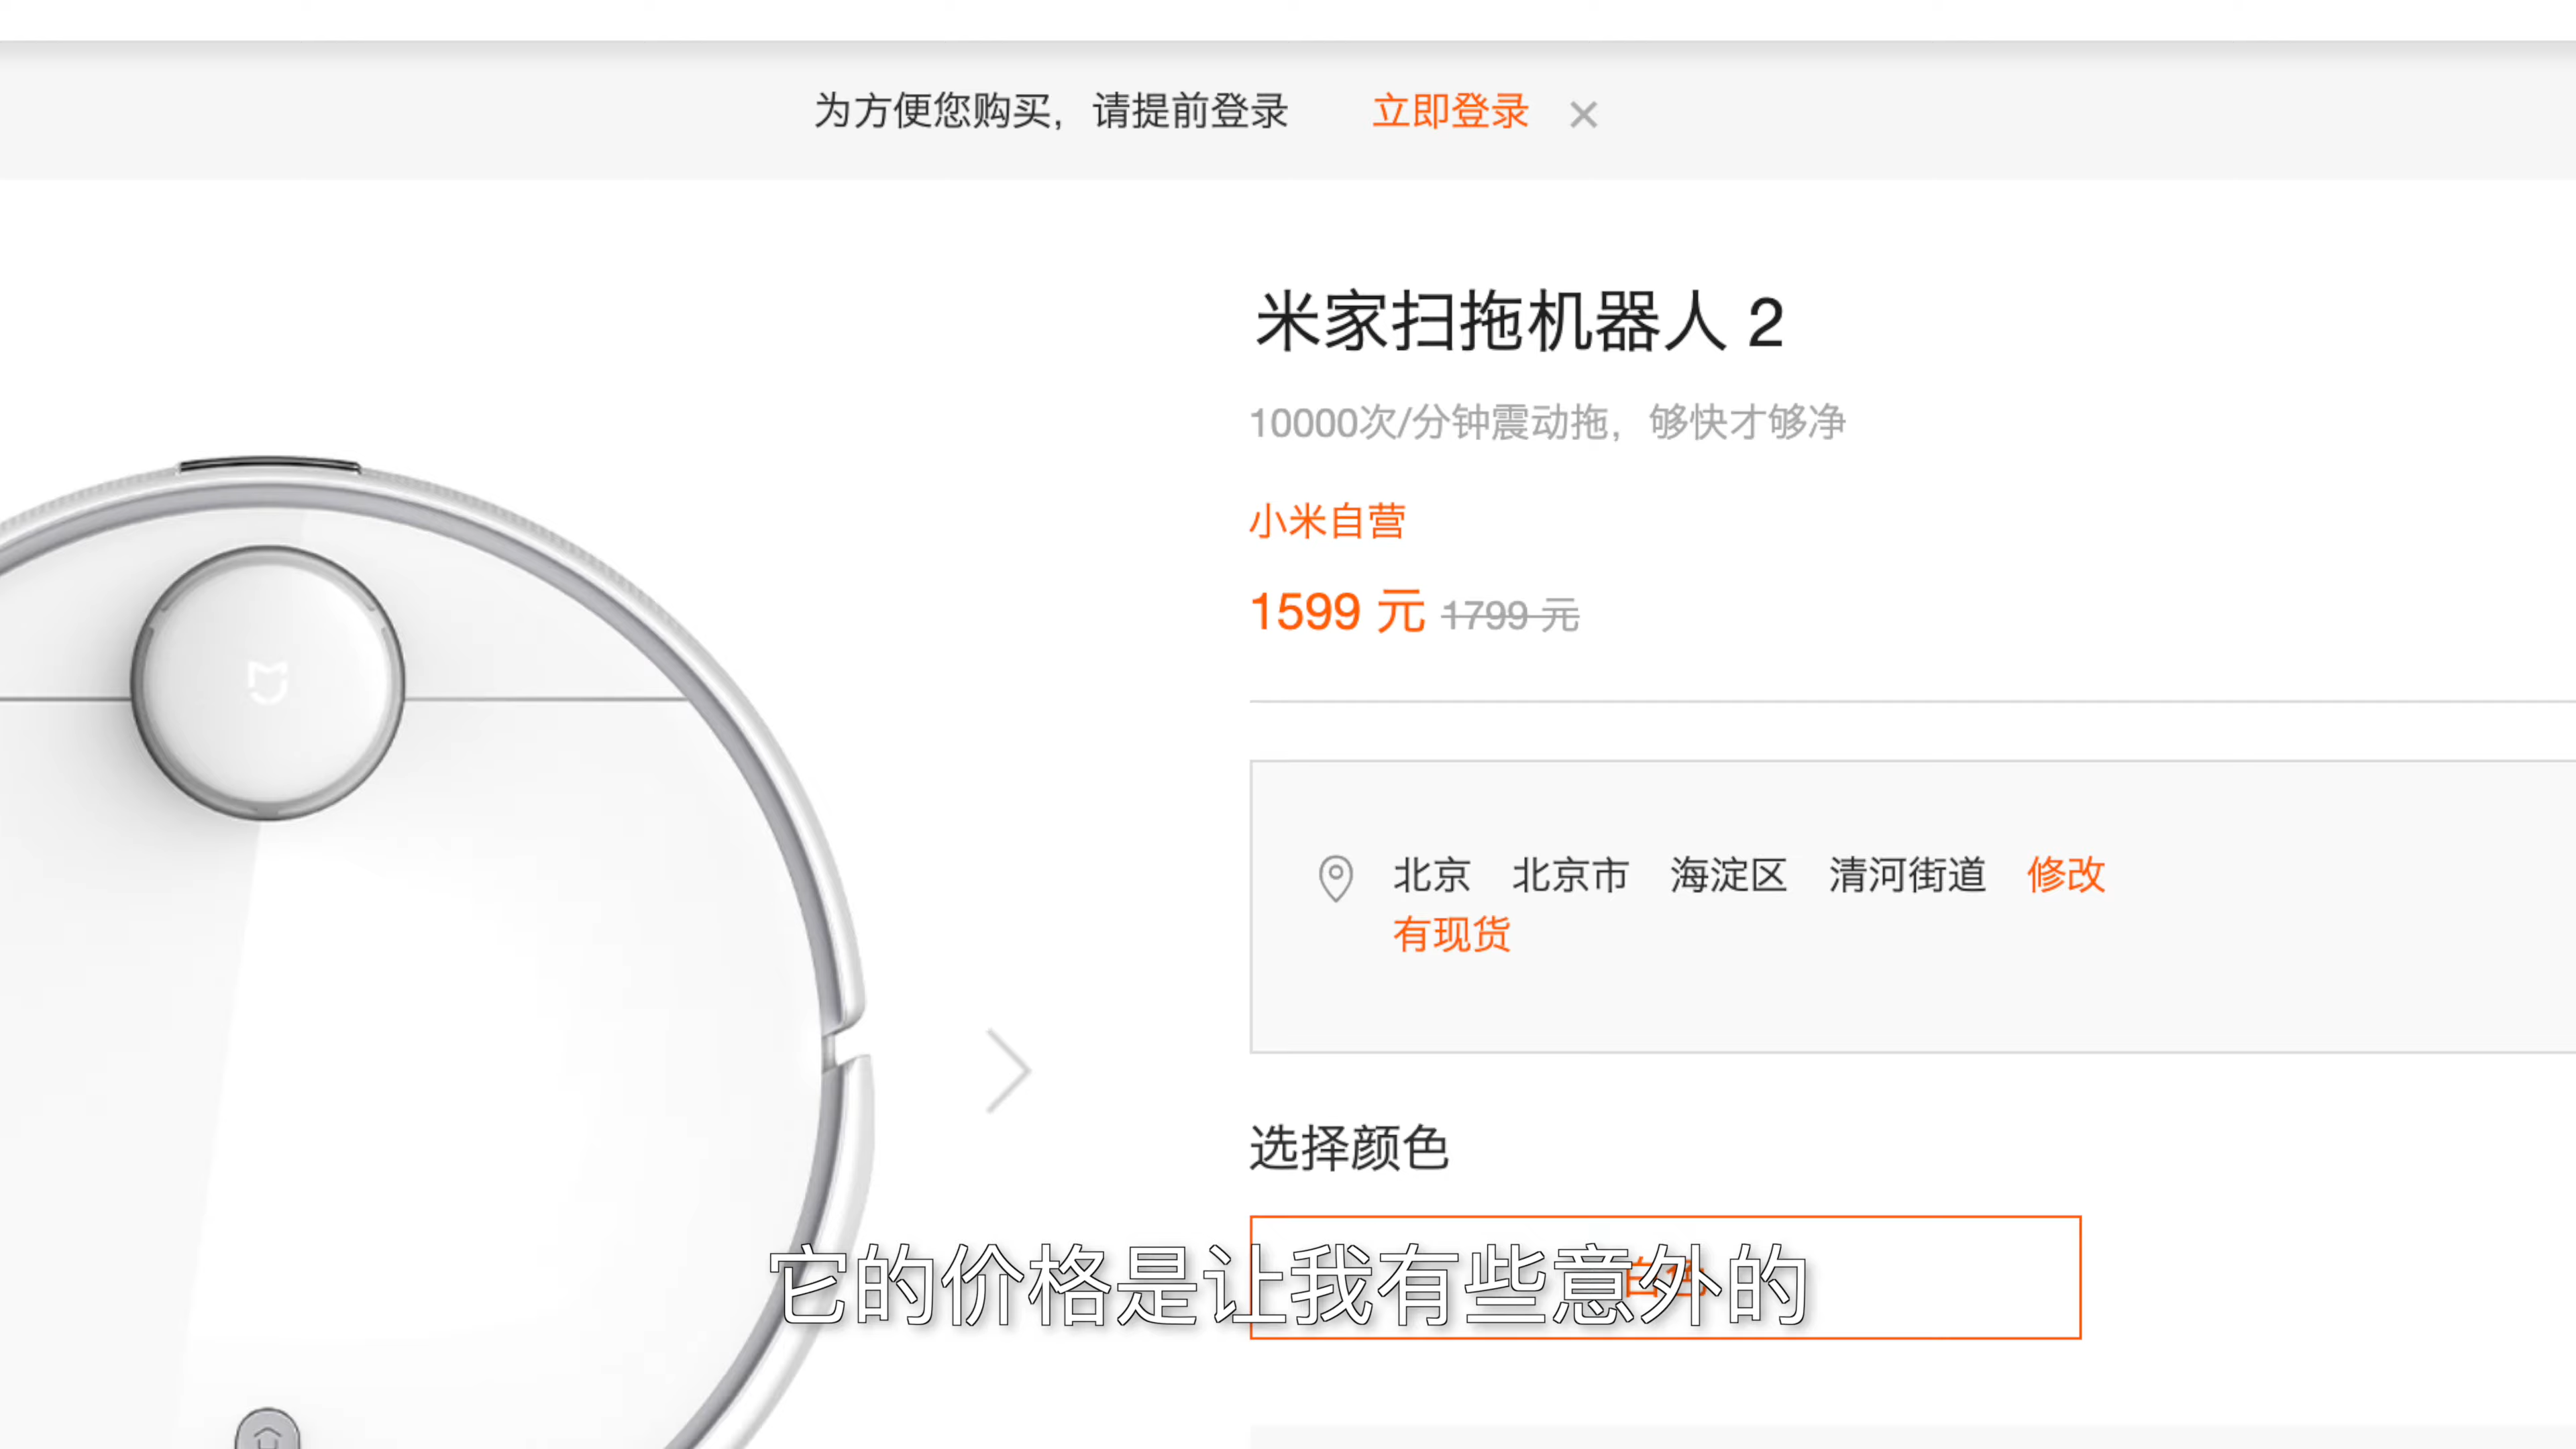 为方便您购买，请提前登录 立即登录 ×
米家扫拖机器人 2
10000次/分钟震动拖，够快才够净
小米自营
1599 元 1799 元
北京 北京市 海淀区 清河街道 修改
有现货
选择颜色
白色
它的价格是让我有些意外的